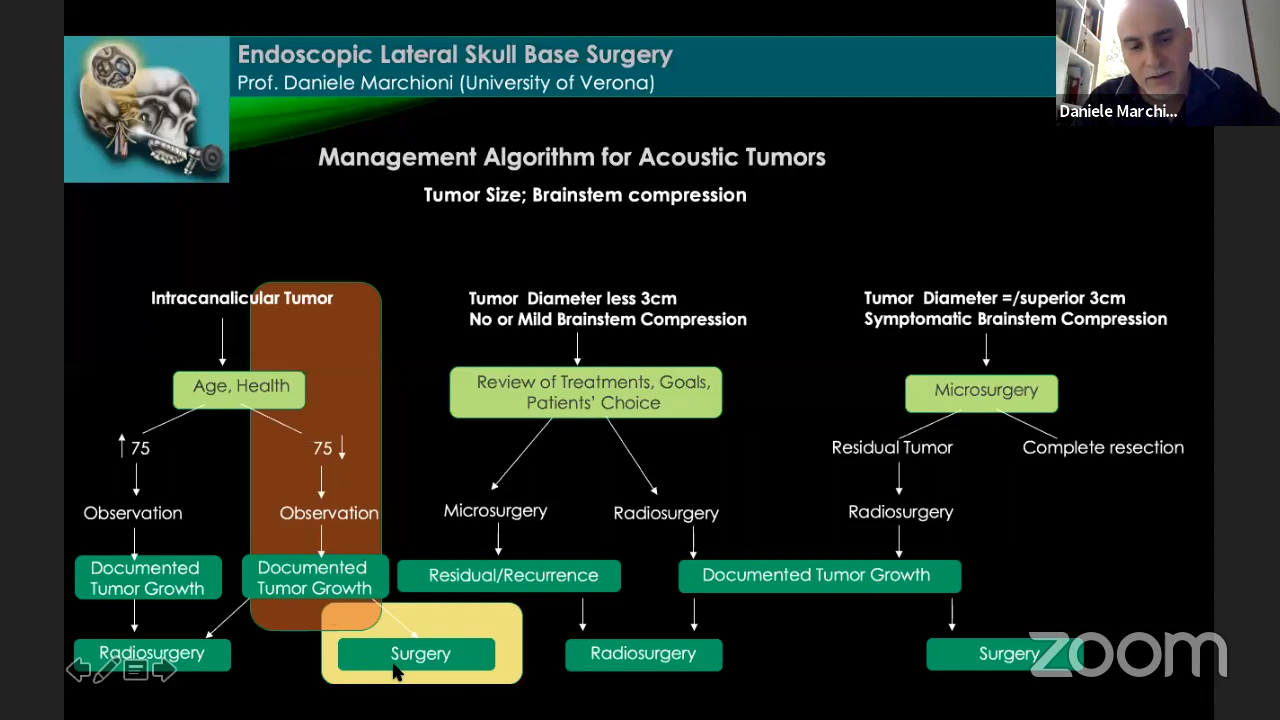 Endoscopic Lateral Skull Base Surgery
Prof. Daniele Marchioni (University of Verona)
Daniele Marchi...
Management Algorithm for Acoustic Tumors
Tumor Size; Brainstem compression
Intracanalicular Tumor
Age, Health
↑ 75
75 ↓
Observation
Observation
Documented
Tumor Growth
Documented
Tumor Growth
Radiosurgery
Surgery
Tumor Diameter less 3cm
No or Mild Brainstem Compression
Review of Treatments, Goals,
Patients' Choice
Microsurgery
Radiosurgery
Residual/Recurrence
Documented Tumor Growth
Radiosurgery
Tumor Diameter =/superior 3cm
Symptomatic Brainstem Compression
Microsurgery
Residual Tumor
Complete resection
Radiosurgery
Surgery
zoom